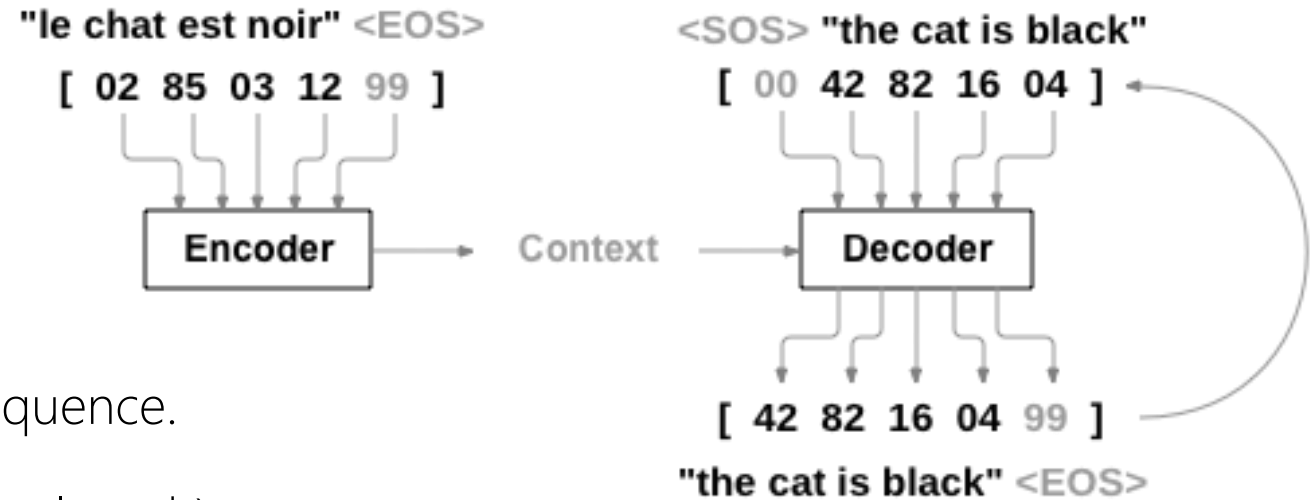 "le chat est noir" <EOS>
[ 02 85 03 12 99 ]
Encoder
Context
<SOS> "the cat is black"
[ 00 42 82 16 04 ]
Decoder
[ 42 82 16 04 99 ]
"the cat is black" <EOS>
quence.